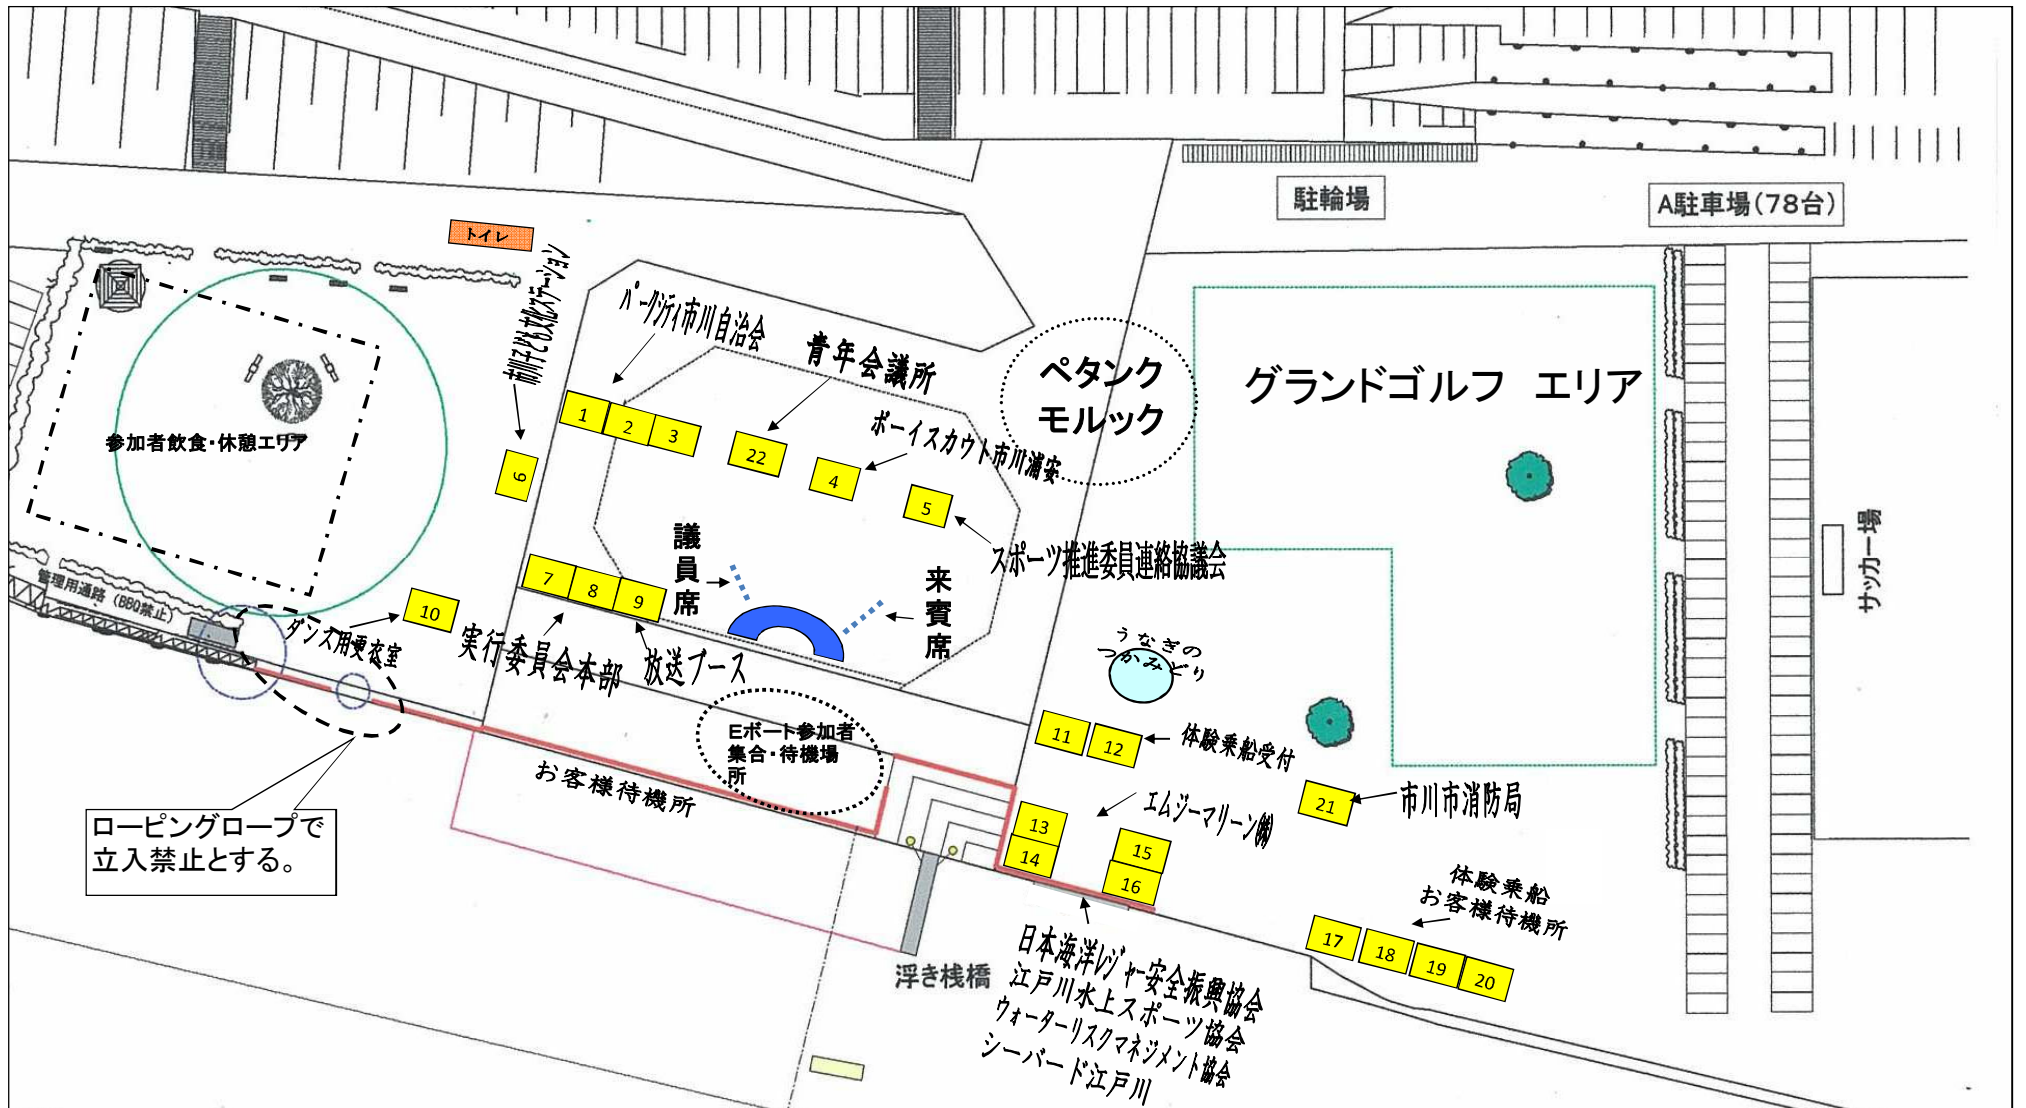 駐輪場
A駐車場(78台)
トイレ
市川子ども文化ステーション
パークシティ市川自治会
青年会議所
ボーイスカウト市川浦安
ペタンク
モルック
グランドゴルフ エリア
サッカー場
参加者飲食・休憩エリア
1
2
3
22
4
5
6
スポーツ推進委員連絡協議会
議員席
来賓席
7
8
9
10
管理用通路(BBQ禁止)
ダンス用更衣室
実行委員会本部
放送ブース
うなぎの
つかみどり
Eボート参加者
集合・待機場
所
お客様待機所
11
12
体験乗船受付
エムジーマリーン㈱
21
市川市消防局
13
14
15
16
ローピングロープで
立入禁止とする。
体験乗船
お客様待機所
17
18
19
20
浮き桟橋
日本海洋レジャー安全振興協会
江戸川水上スポーツ協会
ウォーターリスクマネジメント協会
シーバード江戸川